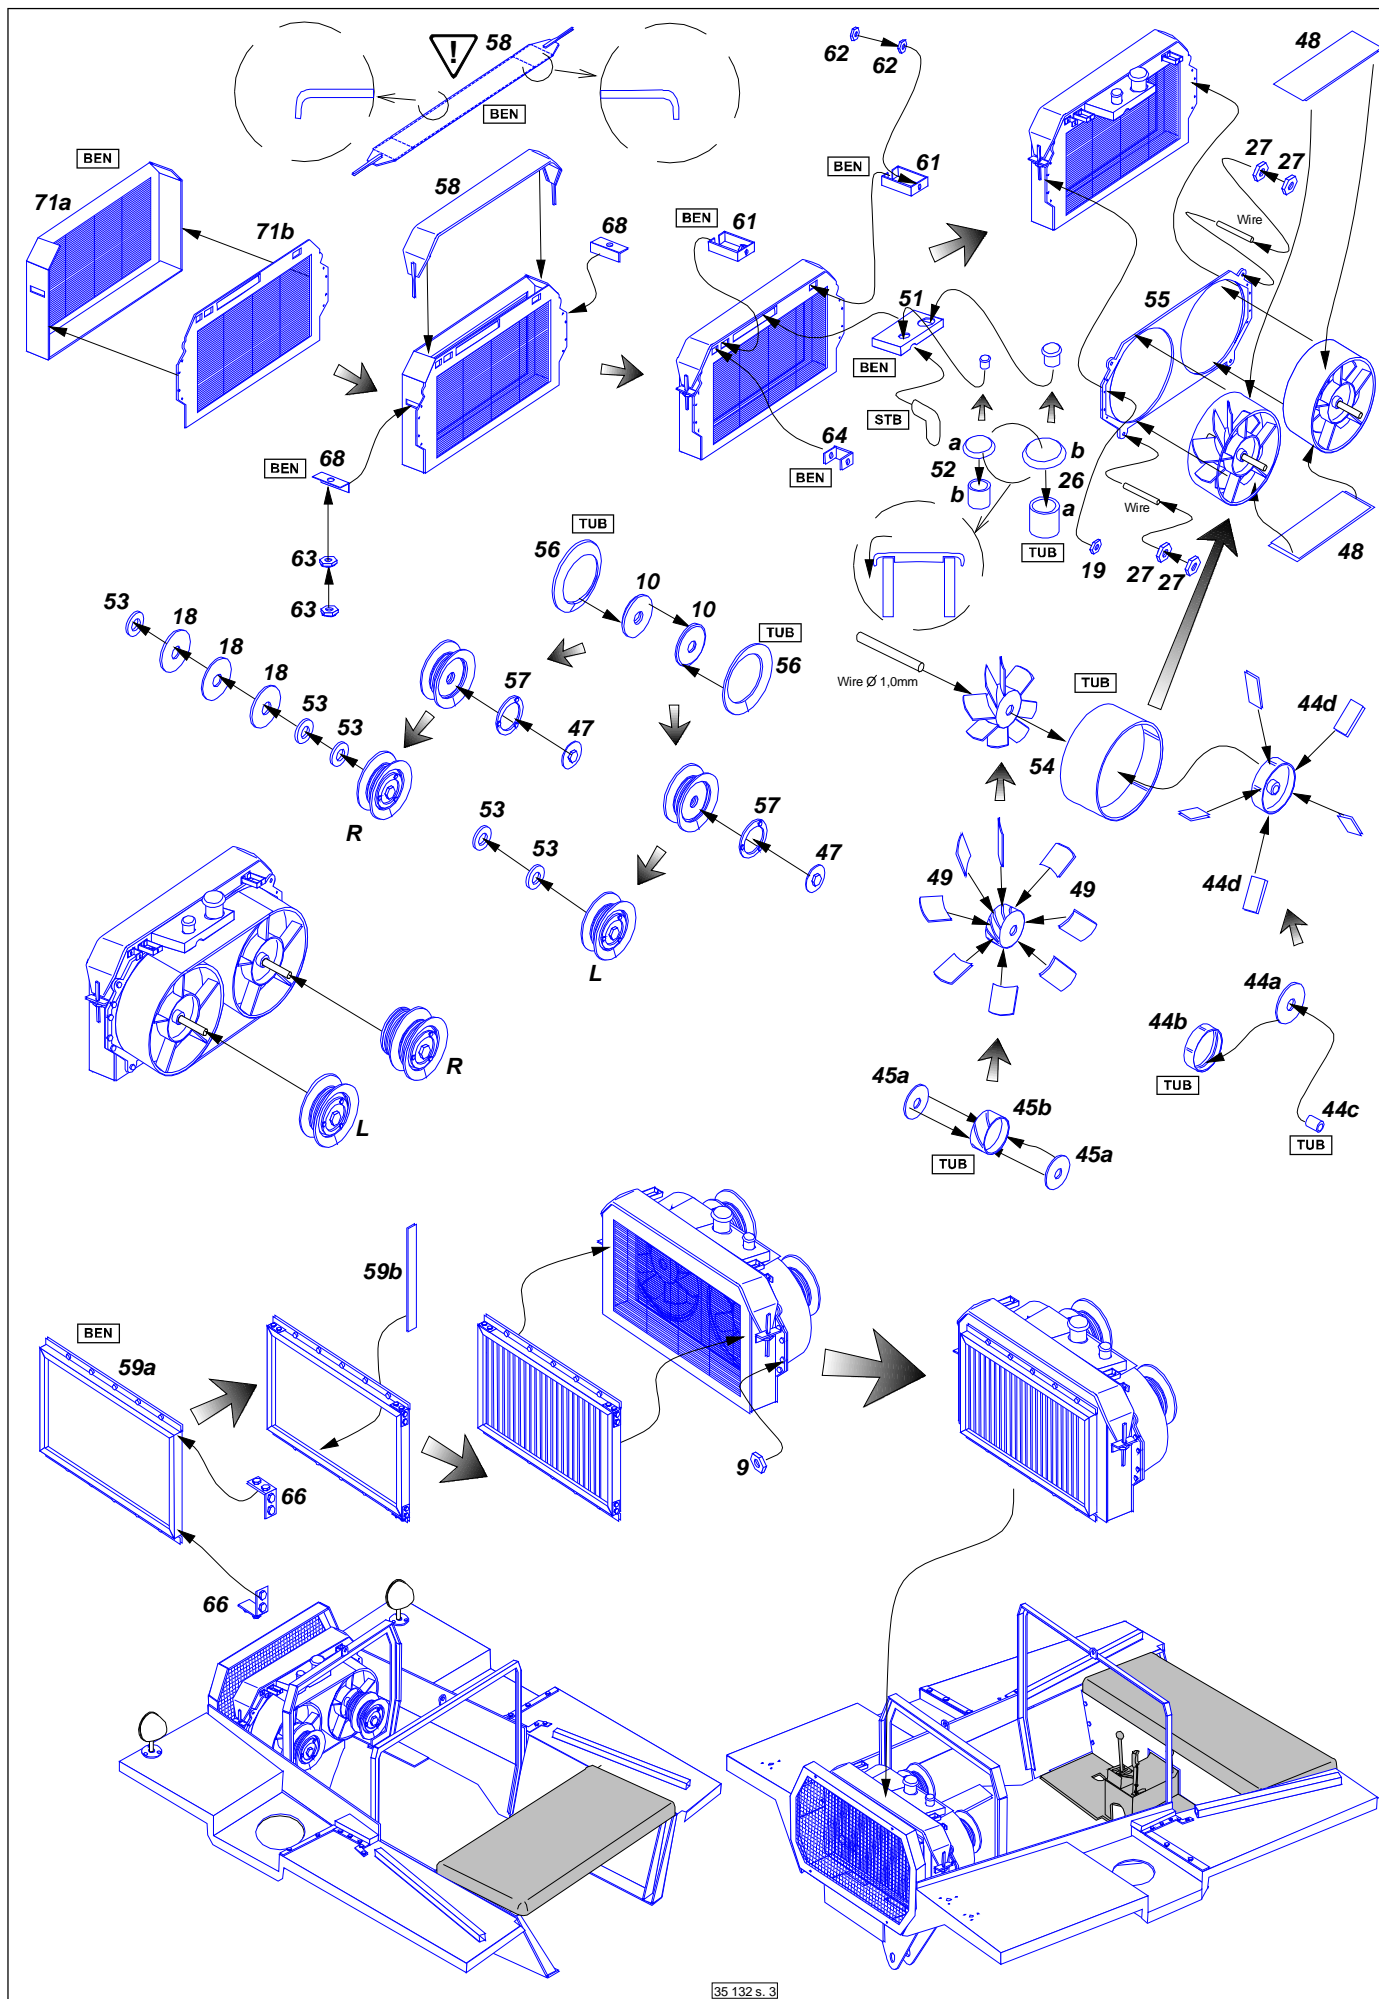 58
BEN
62
62
48
BEN
71a
71b
58
68
BEN
61
BEN
61
27
27
Wire
55
51
BEN
STB
64
BEN
a
52
b
b
26
a
TUB
Wire
19
27
27
48
BEN
68
63
63
TUB
56
10
10
TUB
56
53
18
18
18
53
53
57
47
R
Wire Ø 1,0mm
TUB
54
44d
53
53
57
47
L
49
49
44d
44a
44b
TUB
44c
TUB
R
L
45a
45b
TUB
45a
59b
BEN
59a
66
66
9
35 132 s. 3